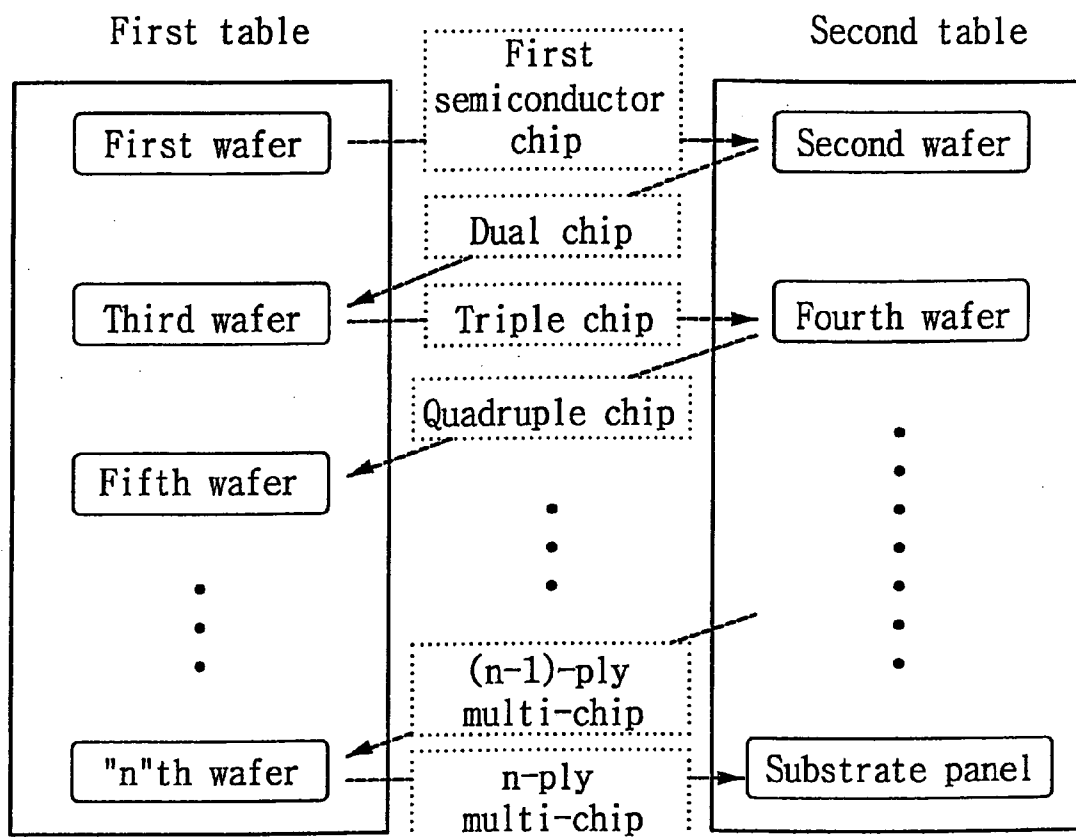 First table
Second table
First
semiconductor
chip
First wafer
Second wafer
Dual chip
Third wafer
Triple chip
Fourth wafer
Quadruple chip
Fifth wafer
(n-1)-ply
multi-chip
"n"th wafer
n-ply
multi-chip
Substrate panel